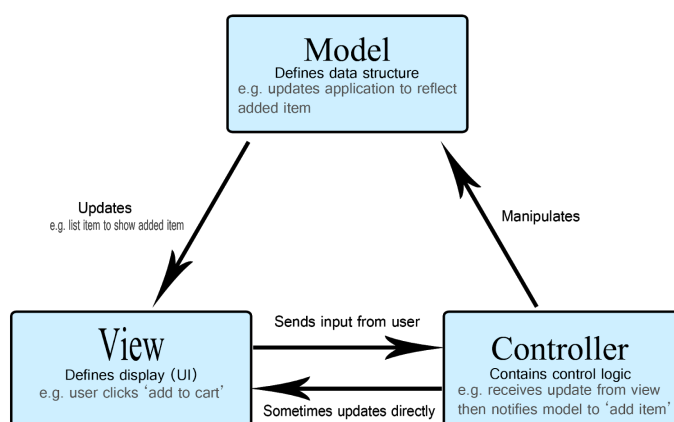 Model
Defines data structure
e.g. updates application to reflect
added item
Updates
e.g. list item to show added item
Manipulates
View
Defines display (UI)
e.g. user clicks ‘add to cart’
Sends input from user
Sometimes updates directly
Controller
Contains control logic
e.g. receives update from view
then notifies model to ‘add item’